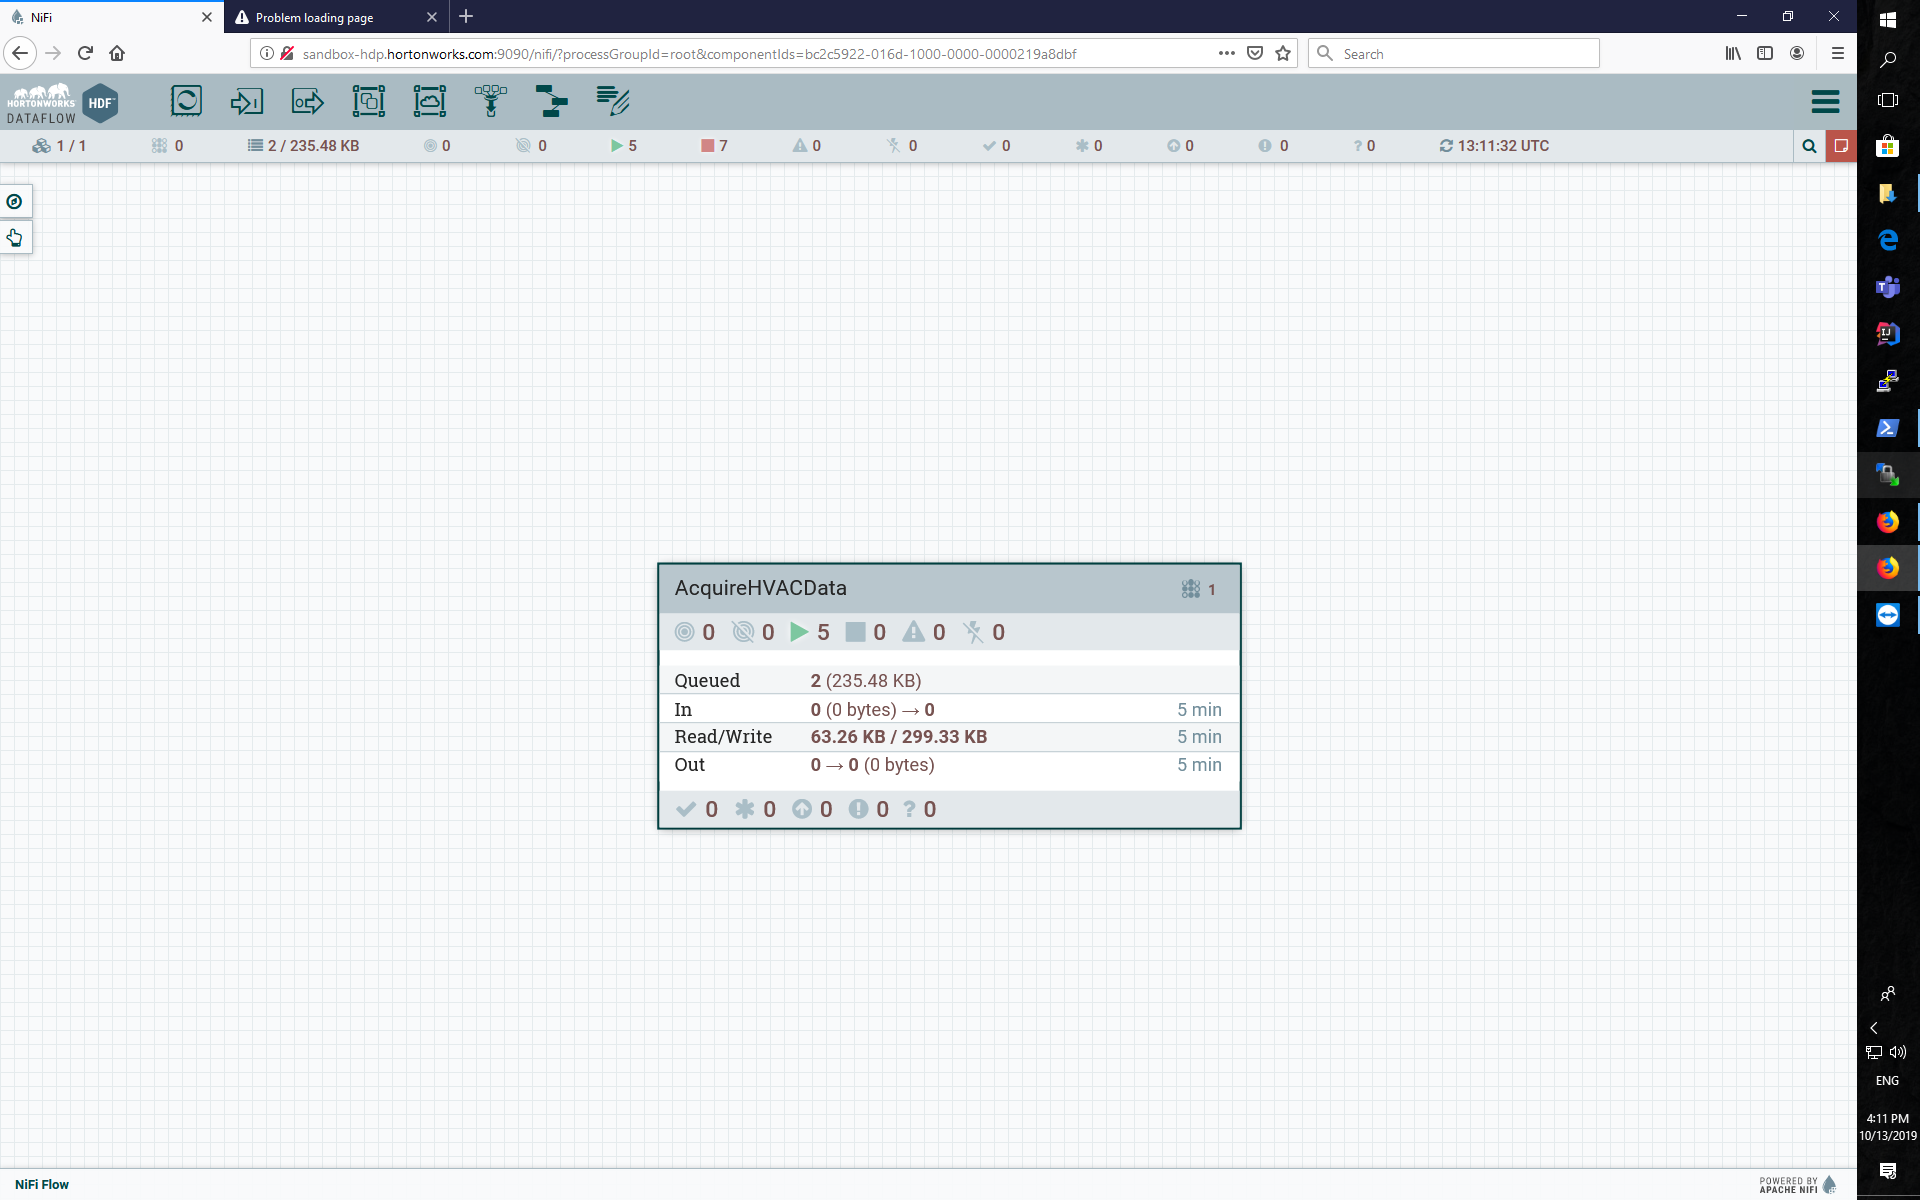 NiFi
Problem loading page
sandbox-hdp.hortonworks.com:9090/nifi/?processGroupId=root&componentIds=bc2c5922-016d-1000-0000-0000219a8dbf
Search
HORTONWORKS
DATAFLOW
HDF
1 / 1
0
2 / 235.48 KB
0
0
5
7
0
0
0
0
0
0
? 0
13:11:32 UTC
AcquireHVACData
1
0
0
5
0
0
0
Queued 2 (235.48 KB)
In 0 (0 bytes) → 0 5 min
Read/Write 63.26 KB / 299.33 KB 5 min
Out 0 → 0 (0 bytes) 5 min
0
0
0
0
? 0
NiFi Flow
POWERED BY
APACHE NIFI
ENG
4:11 PM
10/13/2019